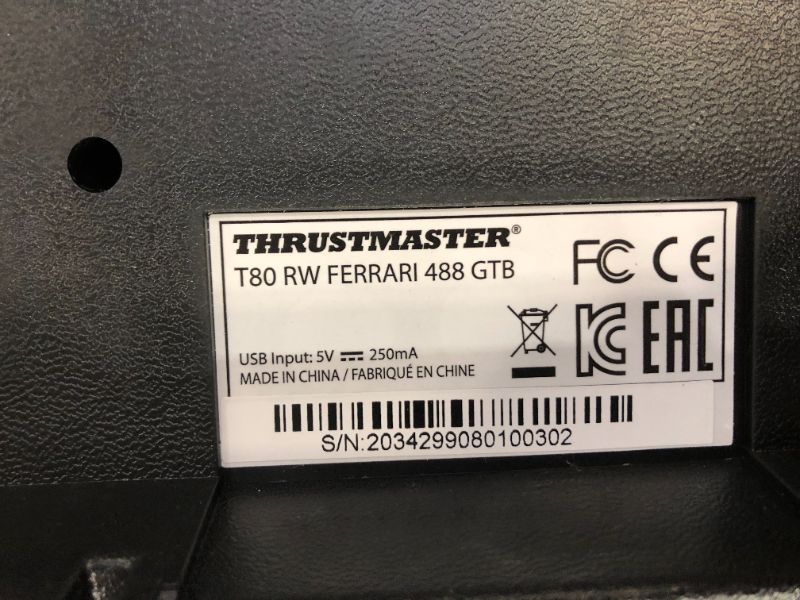 THRUSTMASTER®
T80 RW FERRARI 488 GTB
FC CE
KC EAC
USB Input: 5V ⎓ 250mA
MADE IN CHINA / FABRIQUÉ EN CHINE
S/N:2034299080100302